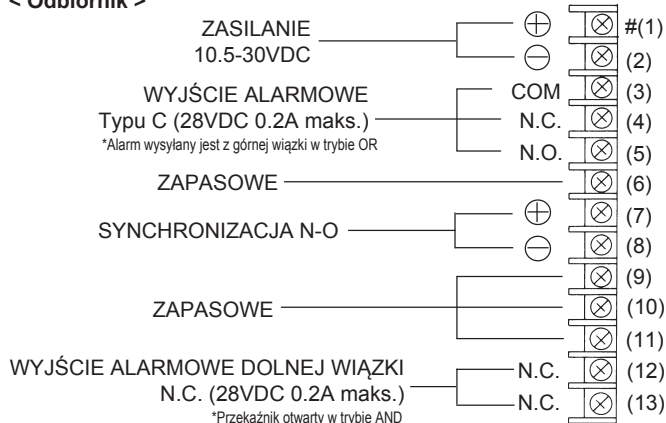 < Odbiornik >
ZASILANIE ⊕ #(1)
10.5-30VDC ⊖ (2)
WYJŚCIE ALARMOWE COM (3)
Typu C (28VDC 0.2A maks.) N.C. (4)
*Alarm wysyłany jest z górnej wiązki w trybie OR
N.O. (5)
ZAPASOWE (6)
SYNCHRONIZACJA N-O ⊕ (7)
⊖ (8)
(9)
ZAPASOWE (10)
(11)
WYJŚCIE ALARMOWE DOLNEJ WIĄZKI N.C. (12)
N.C. (28VDC 0.2A maks.) N.C. (13)
*Przekaźnik otwarty w trybie AND